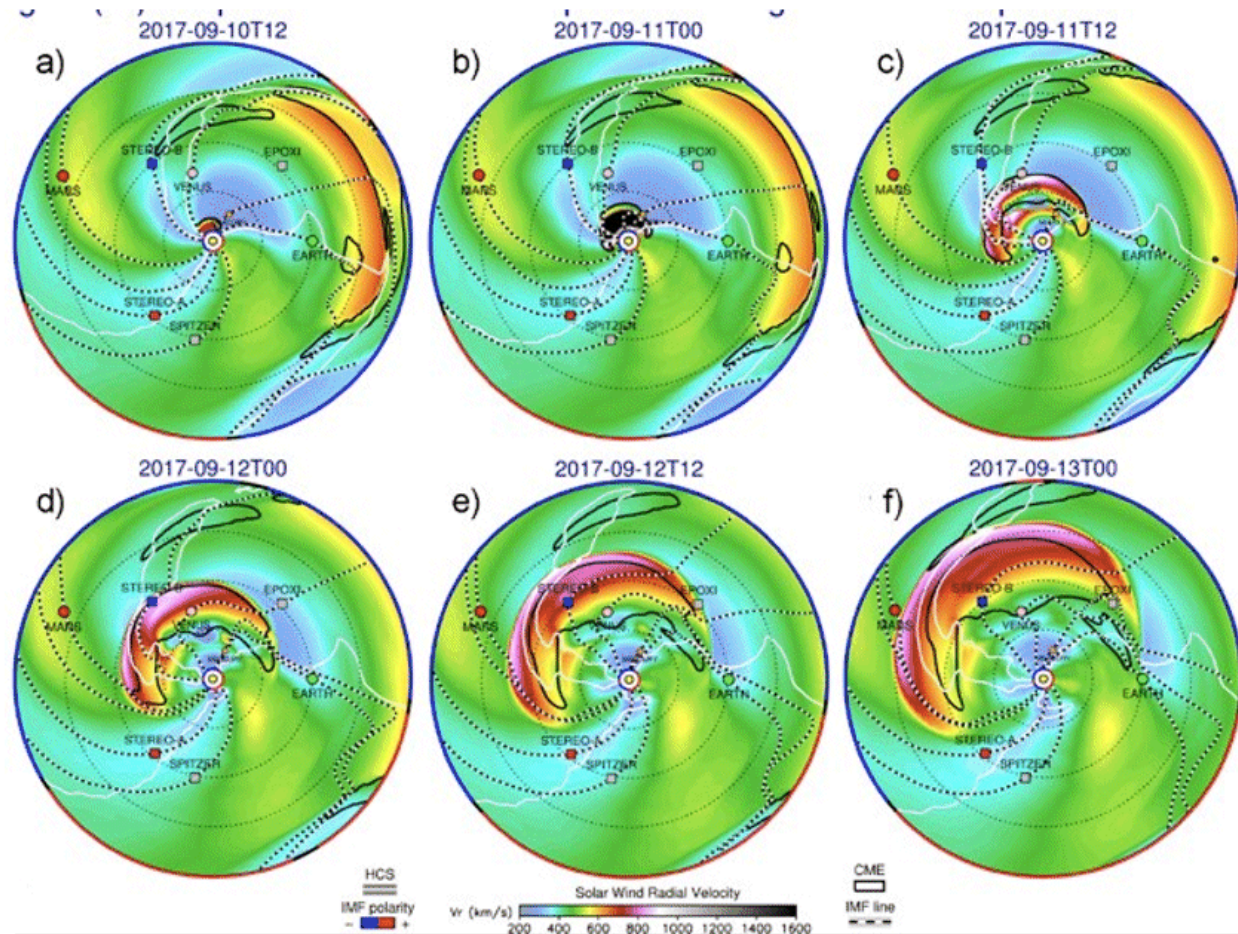 2017-09-10T12
2017-09-11T00
2017-09-11T12
a)
b)
c)
STEREO-B
EPOXI
VENUS
MARS
EARTH
STEREO-A
SPITZER
STEREO-B
EPOXI
VENUS
MARS
EARTH
STEREO-A
SPITZER
STEREO-B
EPOXI
MARS
EARTH
STEREO-A
SPITZER
2017-09-12T00
2017-09-12T12
2017-09-13T00
d)
e)
f)
STEREO-B
EPOXI
MARS
VENUS
EARTH
STEREO-A
SPITZER
STEREO-B
EPOXI
MARS
VENUS
EARTH
STEREO-A
SPITZER
STEREO-B
EPOXI
MARS
VENUS
EARTH
STEREO-A
SPITZER
HCS
IMF polarity
- +
Solar Wind Radial Velocity
Vr (km/s)
200 400 600 800 1000 1200 1400 1600
CME
IMF line